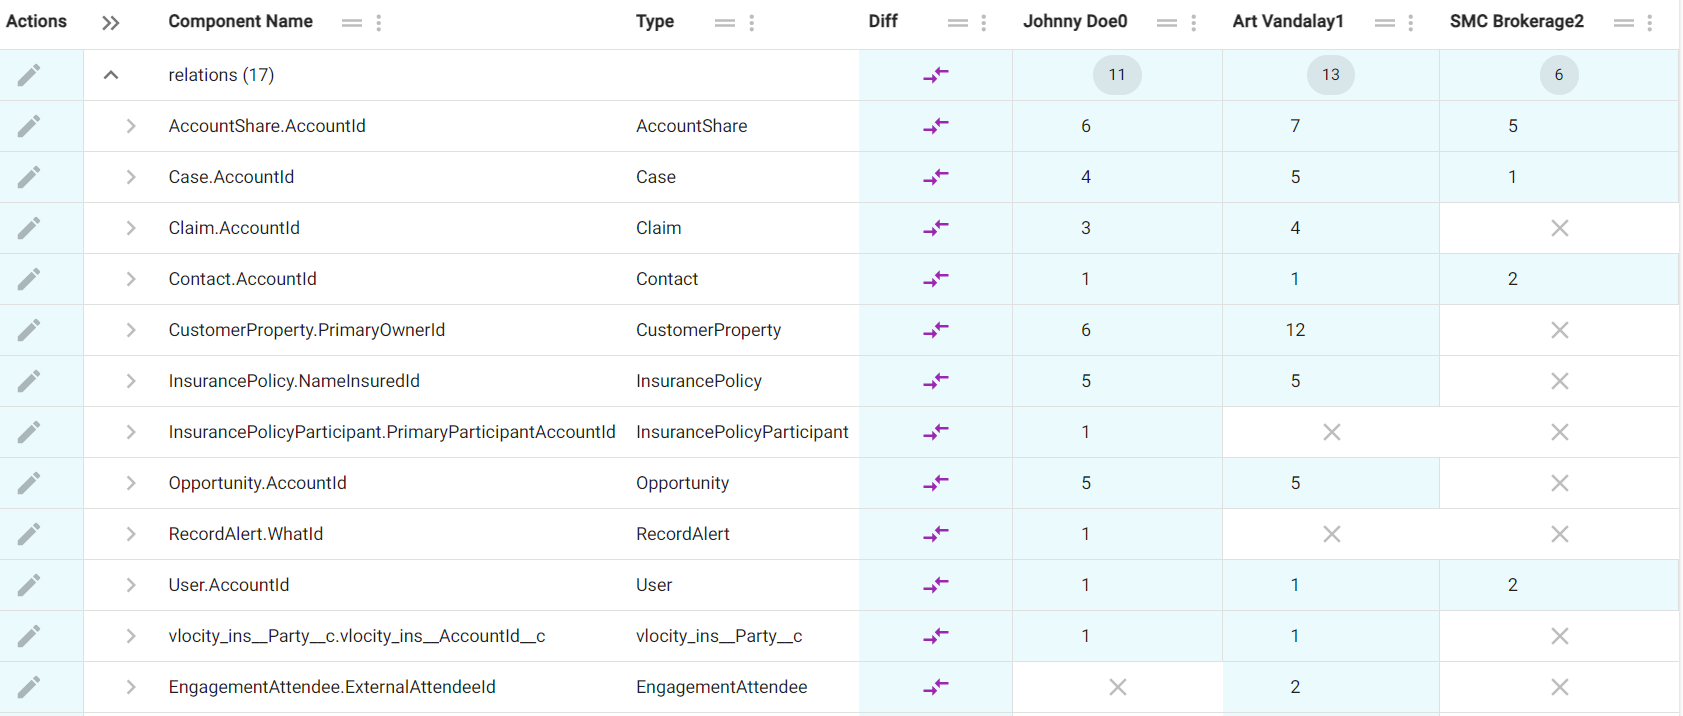 Actions Component Name Type Diff Johnny Doe0 Art Vandalay1 SMC Brokerage2
relations (17) 11 13 6
AccountShare.AccountId AccountShare 6 7 5
Case.AccountId Case 4 5 1
Claim.AccountId Claim 3 4
Contact.AccountId Contact 1 1 2
CustomerProperty.PrimaryOwnerId CustomerProperty 6 12
InsurancePolicy.NameInsuredId InsurancePolicy 5 5
InsurancePolicyParticipant.PrimaryParticipantAccountId InsurancePolicyParticipant 1
Opportunity.AccountId Opportunity 5 5
RecordAlert.WhatId RecordAlert 1
User.AccountId User 1 1 2
vlocity_ins__Party__c.vlocity_ins__AccountId__c vlocity_ins__Party__c 1 1
EngagementAttendee.ExternalAttendeeId EngagementAttendee 2